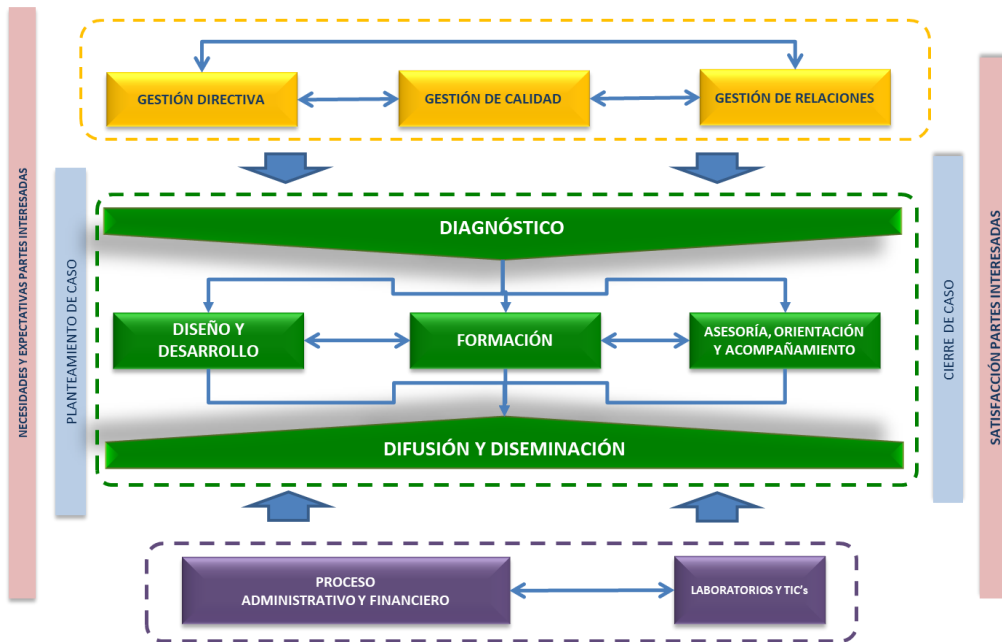 NECESIDADES Y EXPECTATIVAS PARTES INTERESADAS
PLANTEAMIENTO DE CASO
GESTIÓN DIRECTIVA
GESTIÓN DE CALIDAD
GESTIÓN DE RELACIONES
DIAGNÓSTICO
DISEÑO Y
DESARROLLO
FORMACIÓN
ASESORÍA, ORIENTACIÓN
Y ACOMPAÑAMIENTO
DIFUSIÓN Y DISEMINACIÓN
PROCESO
ADMINISTRATIVO Y FINANCIERO
LABORATORIOS Y TIC's
CIERRE DE CASO
SATISFACCIÓN PARTES INTERESADAS